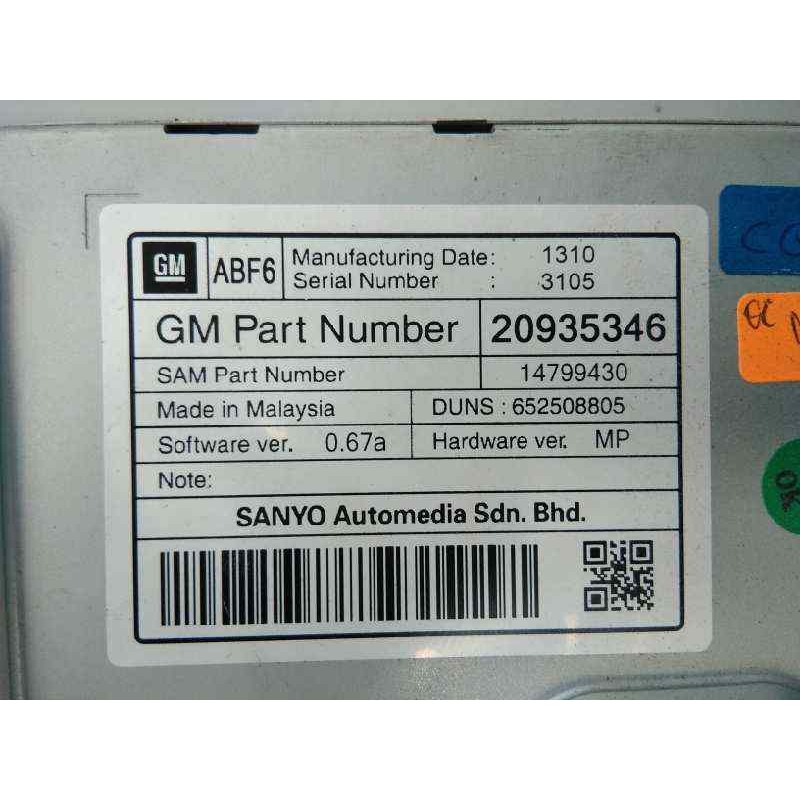 GM ABF6 Manufacturing Date: 1310
Serial Number : 3105
GM Part Number 20935346
SAM Part Number 14799430
Made in Malaysia DUNS : 652508805
Software ver. 0.67a Hardware ver. MP
Note:
SANYO Automedia Sdn. Bhd.